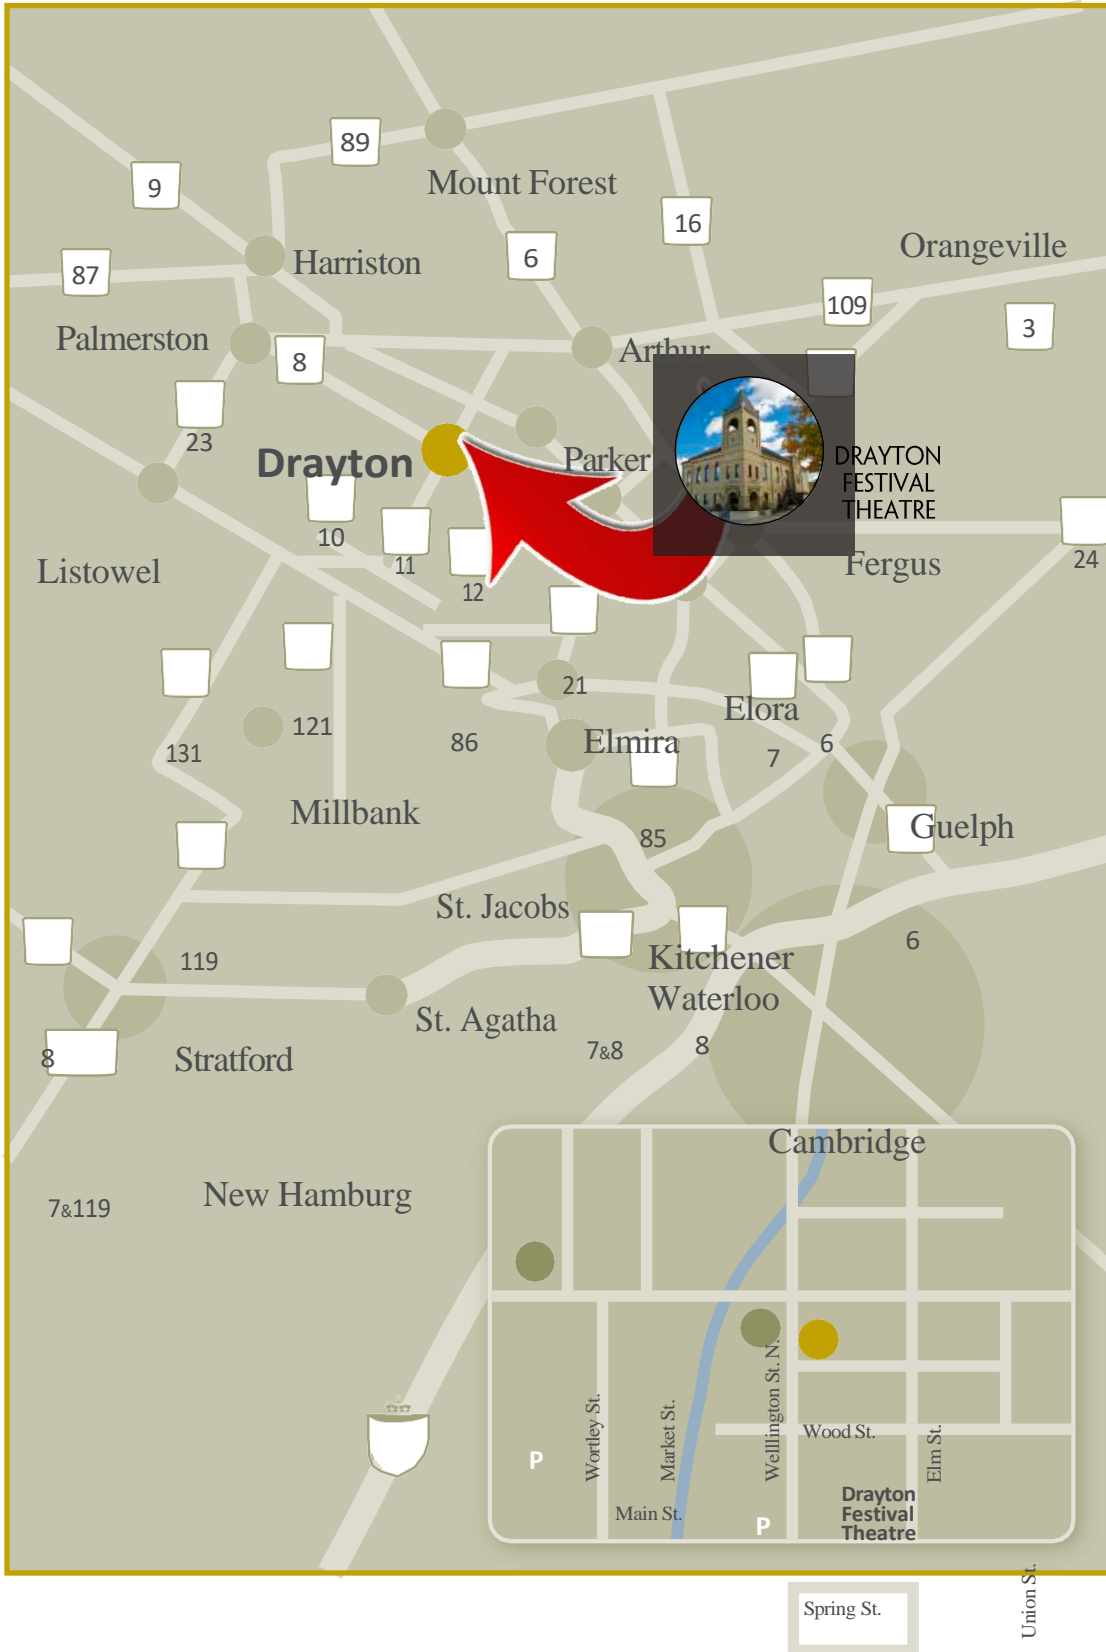 89
Mount Forest
9
16
6
Orangeville
Harriston
87
109
3
Palmerston
Arthur
8
23
Drayton
Parker
DRAYTON
FESTIVAL
THEATRE
10
11
Listowel
12
Fergus
24
21
Elora
121
131
86
Elmira
7
6
Millbank
85
Guelph
St. Jacobs
119
Kitchener
Waterloo
6
St. Agatha
7&8
8
8
Stratford
Cambridge
New Hamburg
7&119
Wortley St.
Market St.
Welllington St. N.
Wood St.
Elm St.
P
Main St.
P
Drayton
Festival
Theatre
Spring St.
Union St.